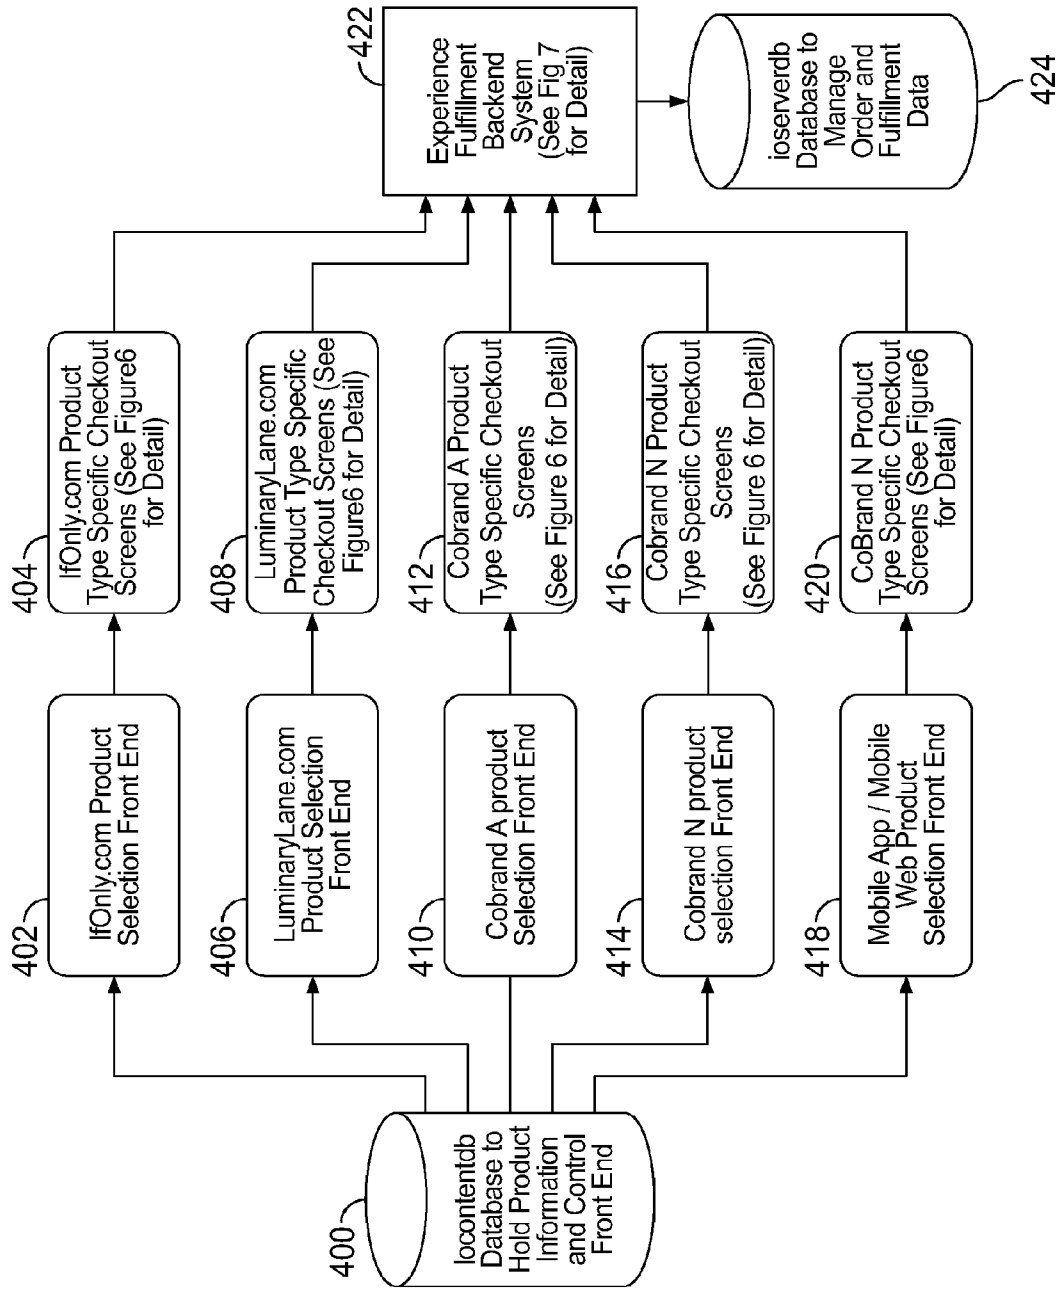 400
Iocontentdb
Database to
Hold Product
Information
and Control
Front End
402
IfOnly.com Product
Selection Front End
404
IfOnly.com Product
Type Specific Checkout
Screens (See Figure6
for Detail)
406
LuminaryLane.com
Product Selection
Front End
408
LuminaryLane.com
Product Type Specific
Checkout Screens (See
Figure6 for Detail)
410
Cobrand A product
Selection Front End
412
Cobrand A Product
Type Specific Checkout
Screens
(See Figure 6 for Detail)
414
Cobrand N product
selection Front End
416
Cobrand N Product
Type Specific Checkout
Screens
(See Figure 6 for Detail)
418
Mobile App / Mobile
Web Product
Selection Front End
420
CoBrand N Product
Type Specific Checkout
Screens (See Figure6
for Detail)
422
Experience
Fulfillment
Backend
System
(See Fig 7
for Detail)
ioserverdb
Database to
Manage
Order and
Fulfillment
Data
424